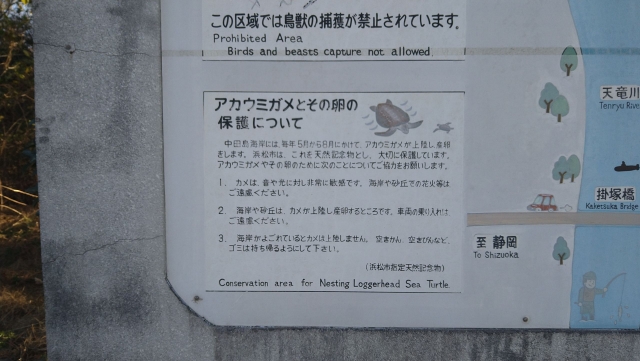 この区域では鳥獣の捕獲が禁止されています。
Prohibited Area
Birds and beasts capture not allowed.
アカウミガメとその卵の
保護について
中田島海岸には、毎年5月から8月にかけて、アカウミガメが上陸し産卵
をします。浜松市は、これを天然記念物とし、大切に保護しています。
アカウミガメやその卵のために次のことについてご協力をお願いします。
1. カメは、音や光に対し非常に敏感です。海岸や砂丘での花火等は
ご遠慮ください。
2. 海岸や砂丘は、カメが上陸し産卵するところです。車両の乗り入れは
ご遠慮ください。
3. 海岸がよごれているとカメは上陸しません。空きかん、空きびんなど、
ゴミは持ち帰るようにして下さい。
(浜松市指定天然記念物)
Conservation area for Nesting Loggerhead Sea Turtle.
天竜川
Tenryu River
掛塚橋
Kaketsuka Bridge
至 静岡
To Shizuoka